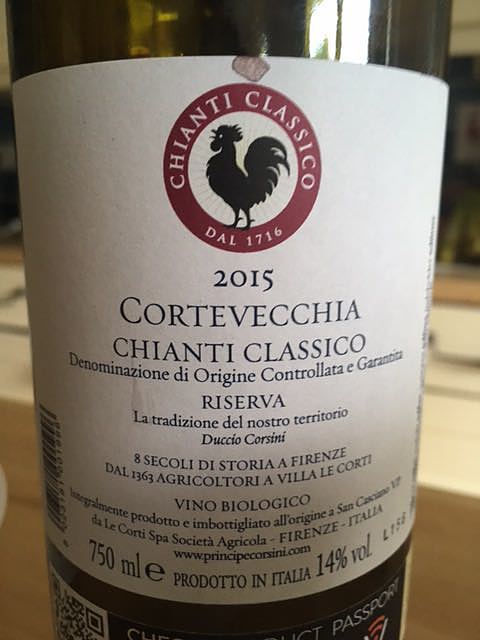 CHIANTI CLASSICO
DAL 1716
2015
CORTEVECCHIA
CHIANTI CLASSICO
Denominazione di Origine Controllata e Garantita
RISERVA
La tradizione del nostro territorio
Duccio Corsini
8 SECOLI DI STORIA A FIRENZE
DAL 1363 AGRICOLTORI A VILLA LE CORTI
VINO BIOLOGICO
Integralmente prodotto e imbottigliato all'origine a San Casciano VP
da Le Corti Spa Società Agricola - FIRENZE - ITALIA
www.principecorsini.com
750 ml e PRODOTTO IN ITALIA 14% vol.
PASSPORT